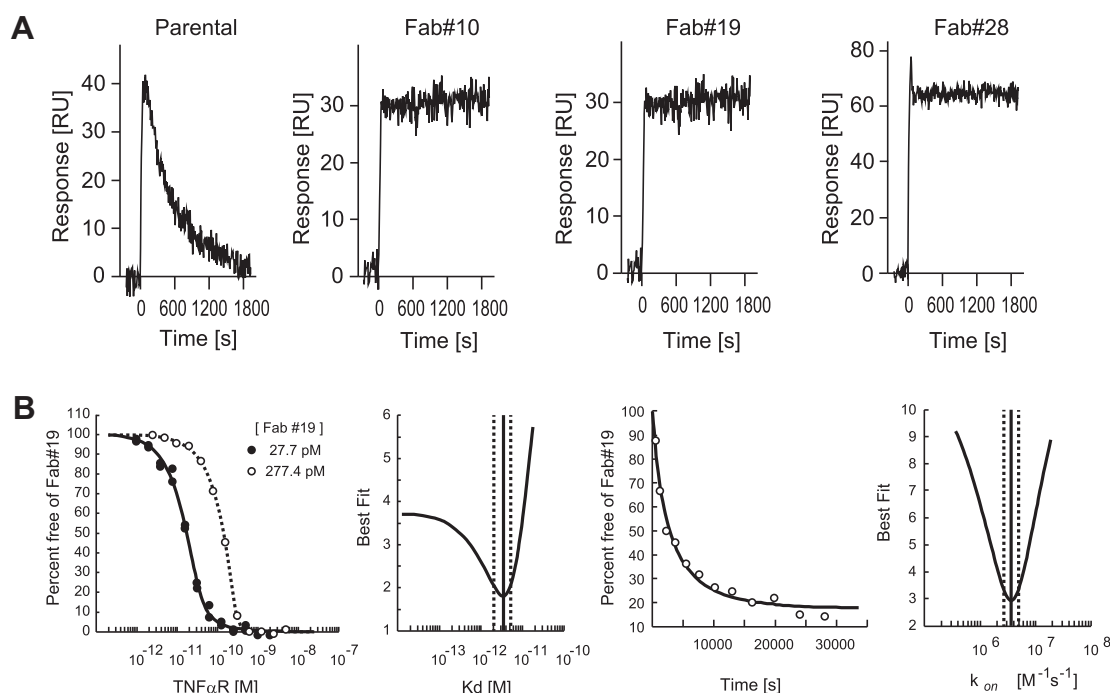 A
Parental
Fab#10
Fab#19
Fab#28
Response [RU]
40
30
20
10
0
0 600 1200 1800
Time [s]
Response [RU]
30
20
10
0
0 600 1200 1800
Time [s]
Response [RU]
30
20
10
0
0 600 1200 1800
Time [s]
Response [RU]
80
60
40
20
0
0 600 1200 1800
Time [s]
B
Percent free of Fab#19
110
100
90
80
70
60
50
40
30
20
10
0
[ Fab #19 ]
27.7 pM
277.4 pM
10-12 10-11 10-10 10-9 10-8 10-7
TNFαR [M]
Best Fit
6
5
4
3
2
1
10-13 10-12 10-11 10-10
Kd [M]
Percent free of Fab#19
100
90
80
70
60
50
40
30
20
10
10000 20000 30000
Time [s]
Best Fit
10
9
8
7
6
5
4
3
2
10 6 10 7 10 8
k on [M-1s-1]